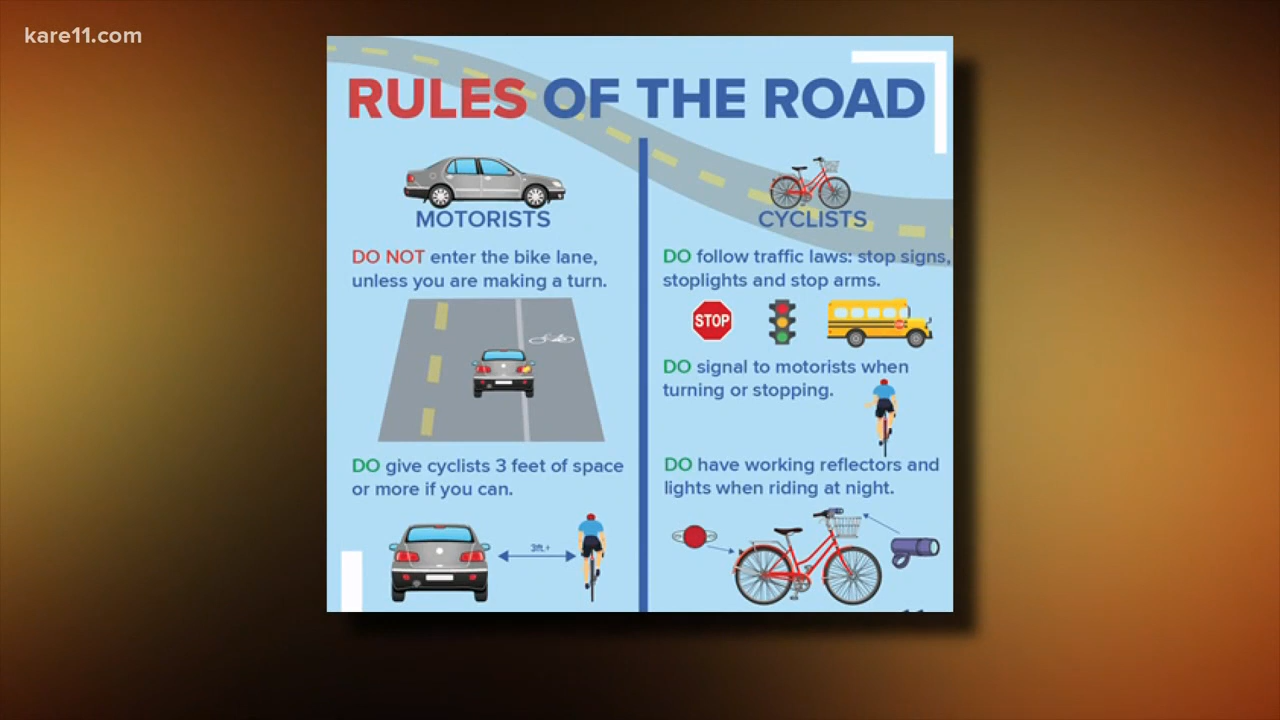 kare11.com
RULES OF THE ROAD
MOTORISTS
DO NOT enter the bike lane,
unless you are making a turn.
DO give cyclists 3 feet of space
or more if you can.
3ft.+
CYCLISTS
DO follow traffic laws: stop signs,
stoplights and stop arms.
STOP
DO signal to motorists when
turning or stopping.
DO have working reflectors and
lights when riding at night.